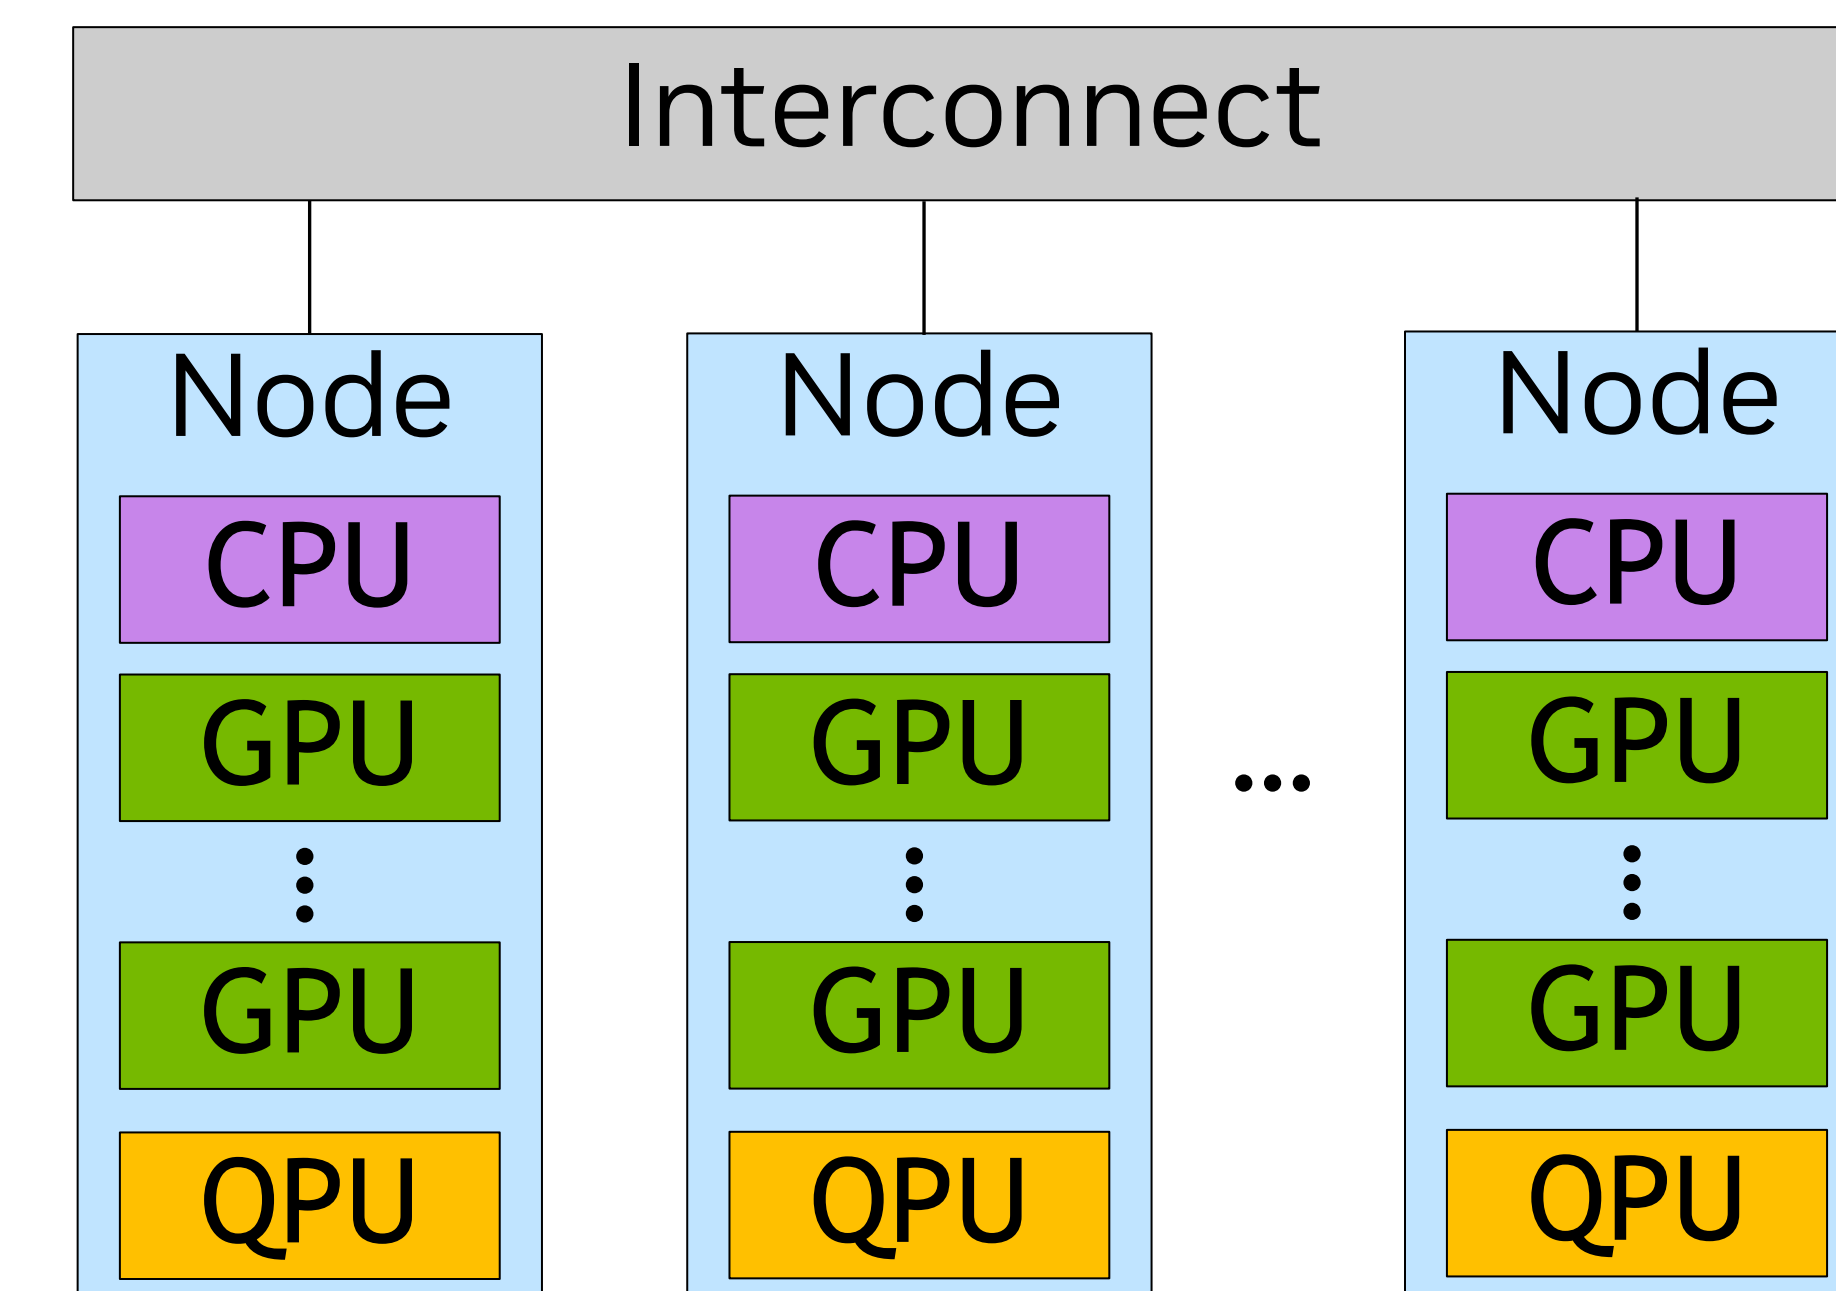 Interconnect
Node
CPU
GPU
⋮
GPU
QPU
Node
CPU
GPU
⋮
GPU
QPU
...
Node
CPU
GPU
⋮
GPU
QPU